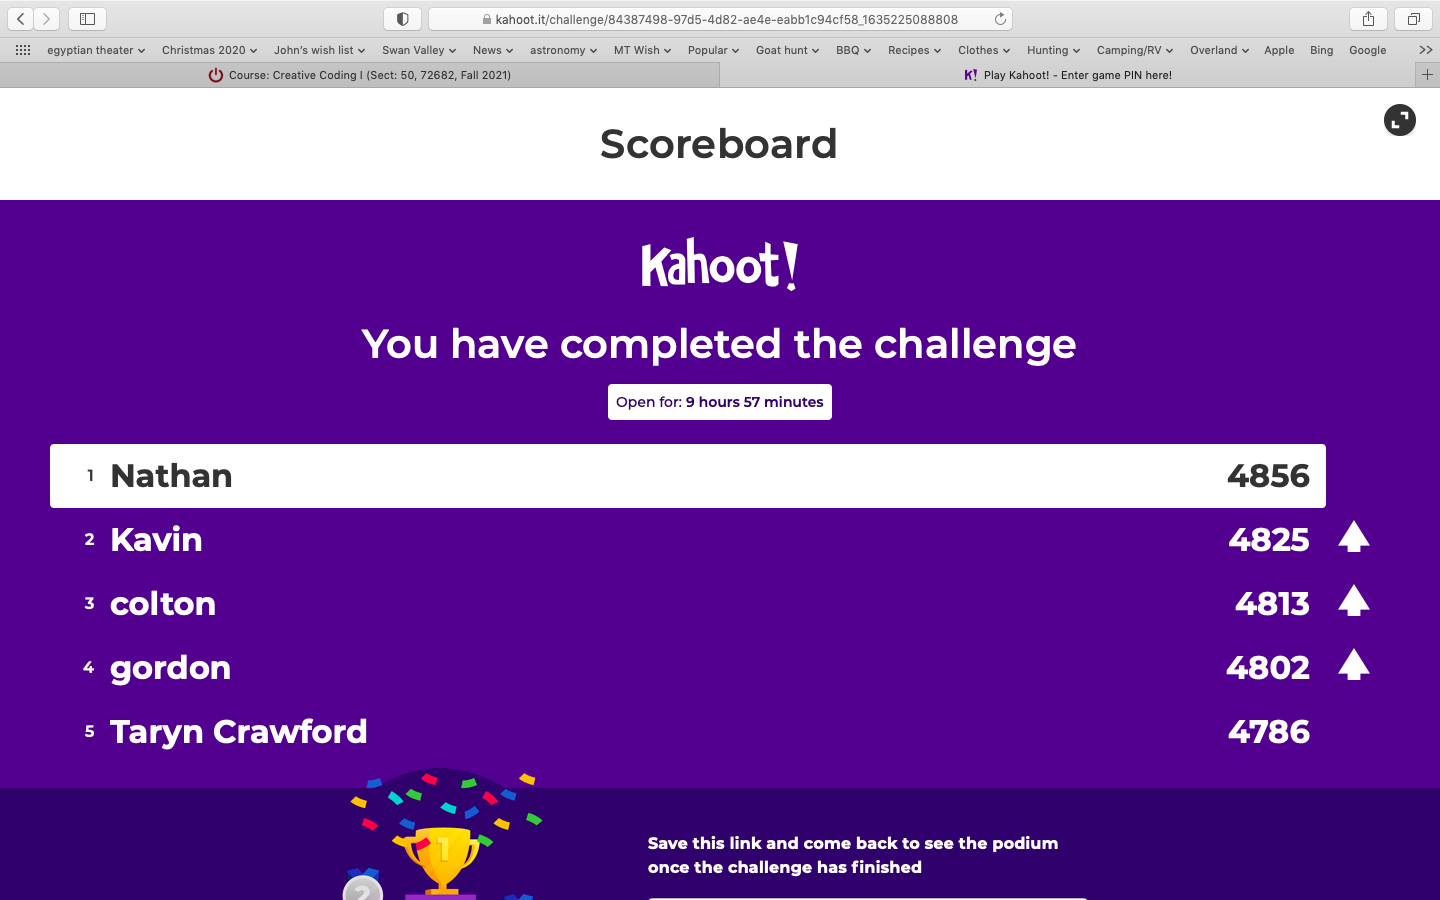 kahoot.it/challenge/84387498-97d5-4d82-ae4e-eabb1c94cf58_1635225088808
egyptian theater Christmas 2020 John's wish list Swan Valley News astronomy MT Wish Popular Goat hunt BBQ Recipes Clothes Hunting Camping/RV Overland Apple Bing Google
Course: Creative Coding I (Sect: 50, 72682, Fall 2021) K! Play Kahoot! - Enter game PIN here!
Scoreboard
Kahoot!
You have completed the challenge
Open for: 9 hours 57 minutes
1 Nathan 4856
2 Kavin 4825
3 colton 4813
4 gordon 4802
5 Taryn Crawford 4786
1
Save this link and come back to see the podium
once the challenge has finished
2